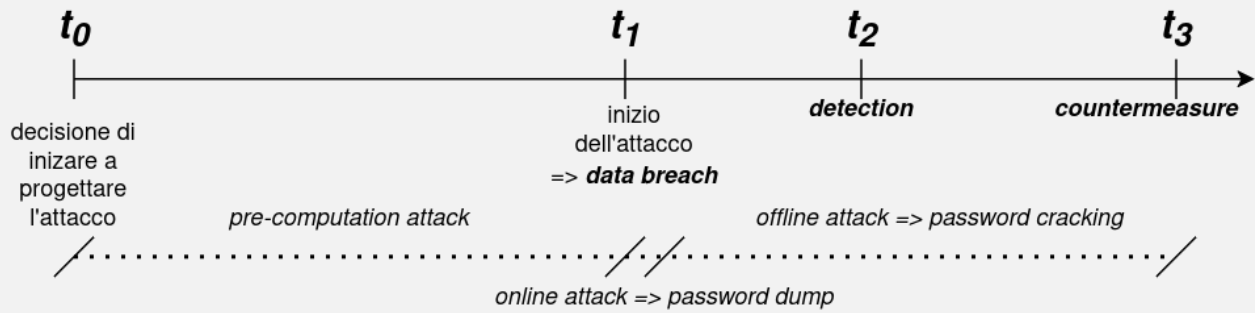 t0
t1
t2
t3
decisione di
inizare a
progettare
l'attacco
inizio
dell'attacco
=> data breach
detection
countermeasure
pre-computation attack
offline attack => password cracking
online attack => password dump